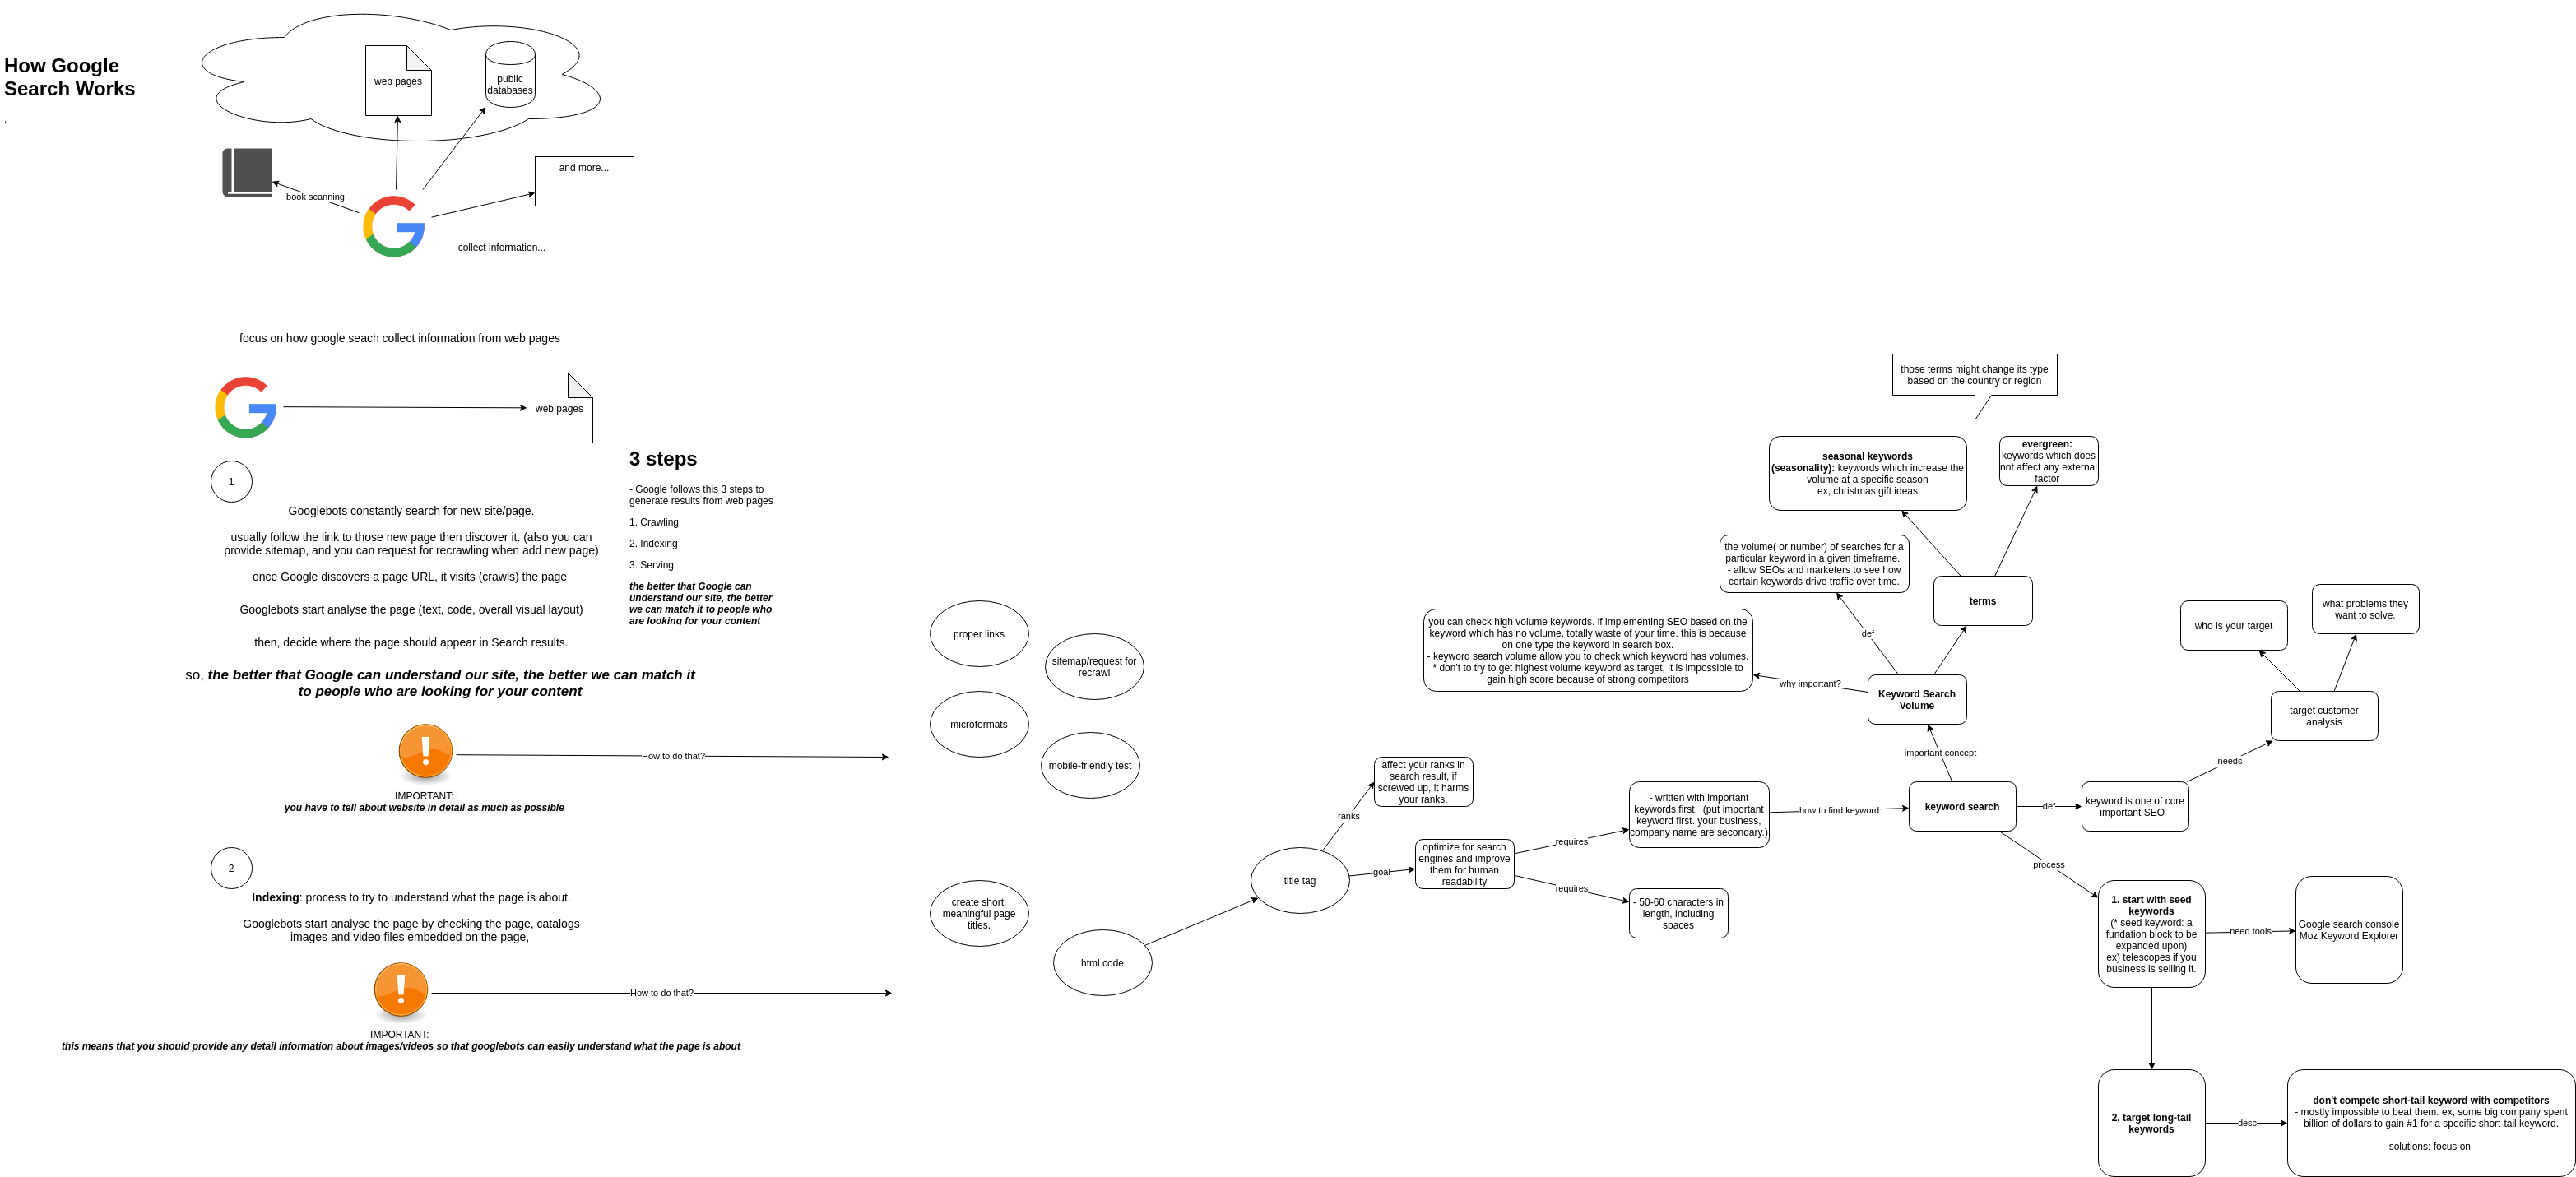 How Google
Search Works
.
web pages
public
databases
book scanning
and more...
collect information...
focus on how google seach collect information from web pages
web pages
1
Googlebots constantly search for new site/page.
usually follow the link to those new page then discover it. (also you can
provide sitemap, and you can request for recrawling when add new page)
once Google discovers a page URL, it visits (crawls) the page
Googlebots start analyse the page (text, code, overall visual layout)
then, decide where the page should appear in Search results.
so, the better that Google can understand our site, the better we can match it
to people who are looking for your content
3 steps
- Google follows this 3 steps to
generate results from web pages
1. Crawling
2. Indexing
3. Serving
the better that Google can
understand our site, the better
we can match it to people who
are looking for your content
How to do that?
IMPORTANT:
you have to tell about website in detail as much as possible
proper links
sitemap/request for
recrawl
microformats
mobile-friendly test
2
Indexing: process to try to understand what the page is about.
Googlebots start analyse the page by checking the page, catalogs
images and video files embedded on the page,
How to do that?
IMPORTANT:
this means that you should provide any detail information about images/videos so that googlebots can easily understand what the page is about
create short,
meaningful page
titles.
html code
title tag
ranks
affect your ranks in
search result, if
screwed up, it harms
your ranks.
goal
optimize for search
engines and improve
them for human
readability
requires
- written with important
keywords first. (put important
keyword first. your business,
company name are secondary.)
requires
- 50-60 characters in
length, including
spaces
how to find keyword
keyword search
important concept
Keyword Search
Volume
why important?
you can check high volume keywords. if implementing SEO based on the
keyword which has no volume, totally waste of your time. this is because
on one type the keyword in search box.
- keyword search volume allow you to check which keyword has volumes.
* don't to try to get highest volume keyword as target, it is impossible to
gain high score because of strong competitors
def
the volume( or number) of searches for a
particular keyword in a given timeframe.
- allow SEOs and marketers to see how
certain keywords drive traffic over time.
terms
seasonal keywords
(seasonality): keywords which increase the
volume at a specific season
ex, christmas gift ideas
evergreen:
keywords which does
not affect any external
factor
those terms might change its type
based on the country or region
def
keyword is one of core
important SEO
needs
target customer
analysis
who is your target
what problems they
want to solve.
process
1. start with seed
keywords
(* seed keyword: a
fundation block to be
expanded upon)
ex) telescopes if you
business is selling it.
need tools
Google search console
Moz Keyword Explorer
2. target long-tail
keywords
desc
don't compete short-tail keyword with competitors
- mostly impossible to beat them. ex, some big company spent
billion of dollars to gain #1 for a specific short-tail keyword.
solutions: focus on